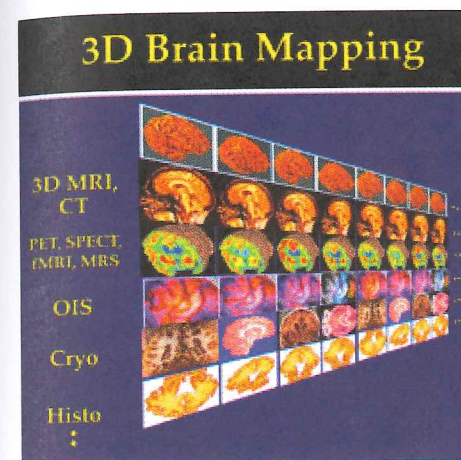 3D Brain Mapping
3D MRI,
CT
PET, SPECT,
fMRI, MRS
OIS
Cryo
Histo